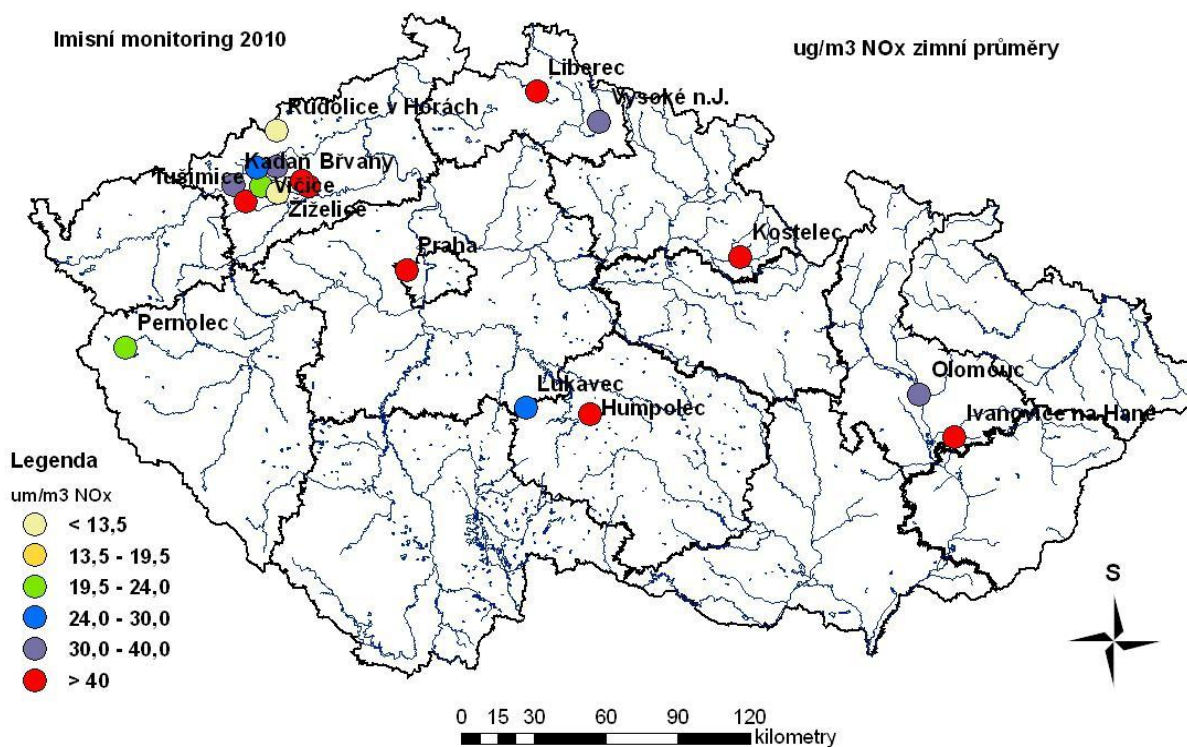 Imisní monitoring 2010
ug/m3 NOx zimní průměry
Liberec
Vysoké n.J.
Rudolice v Horách
Kadaň Břvany
Tušimice
Vičice
Žiželice
Praha
Kostelec
Pernolec
Lukavec
Humpolec
Olomouc
Ivanovice na Hané
Legenda
um/m3 NOx
< 13,5
13,5 - 19,5
19,5 - 24,0
24,0 - 30,0
30,0 - 40,0
> 40
S
0 15 30 60 90 120
kilometry